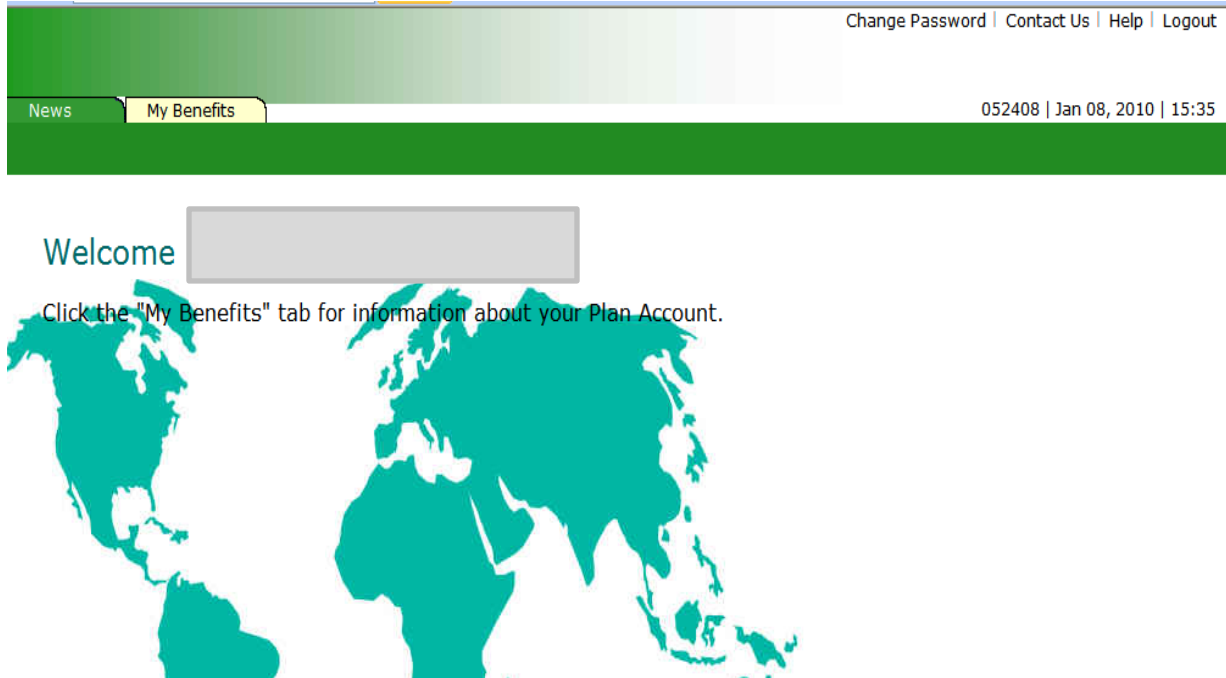 Change Password | Contact Us | Help | Logout
News My Benefits 052408 | Jan 08, 2010 | 15:35
Welcome
Click the "My Benefits" tab for information about your Plan Account.